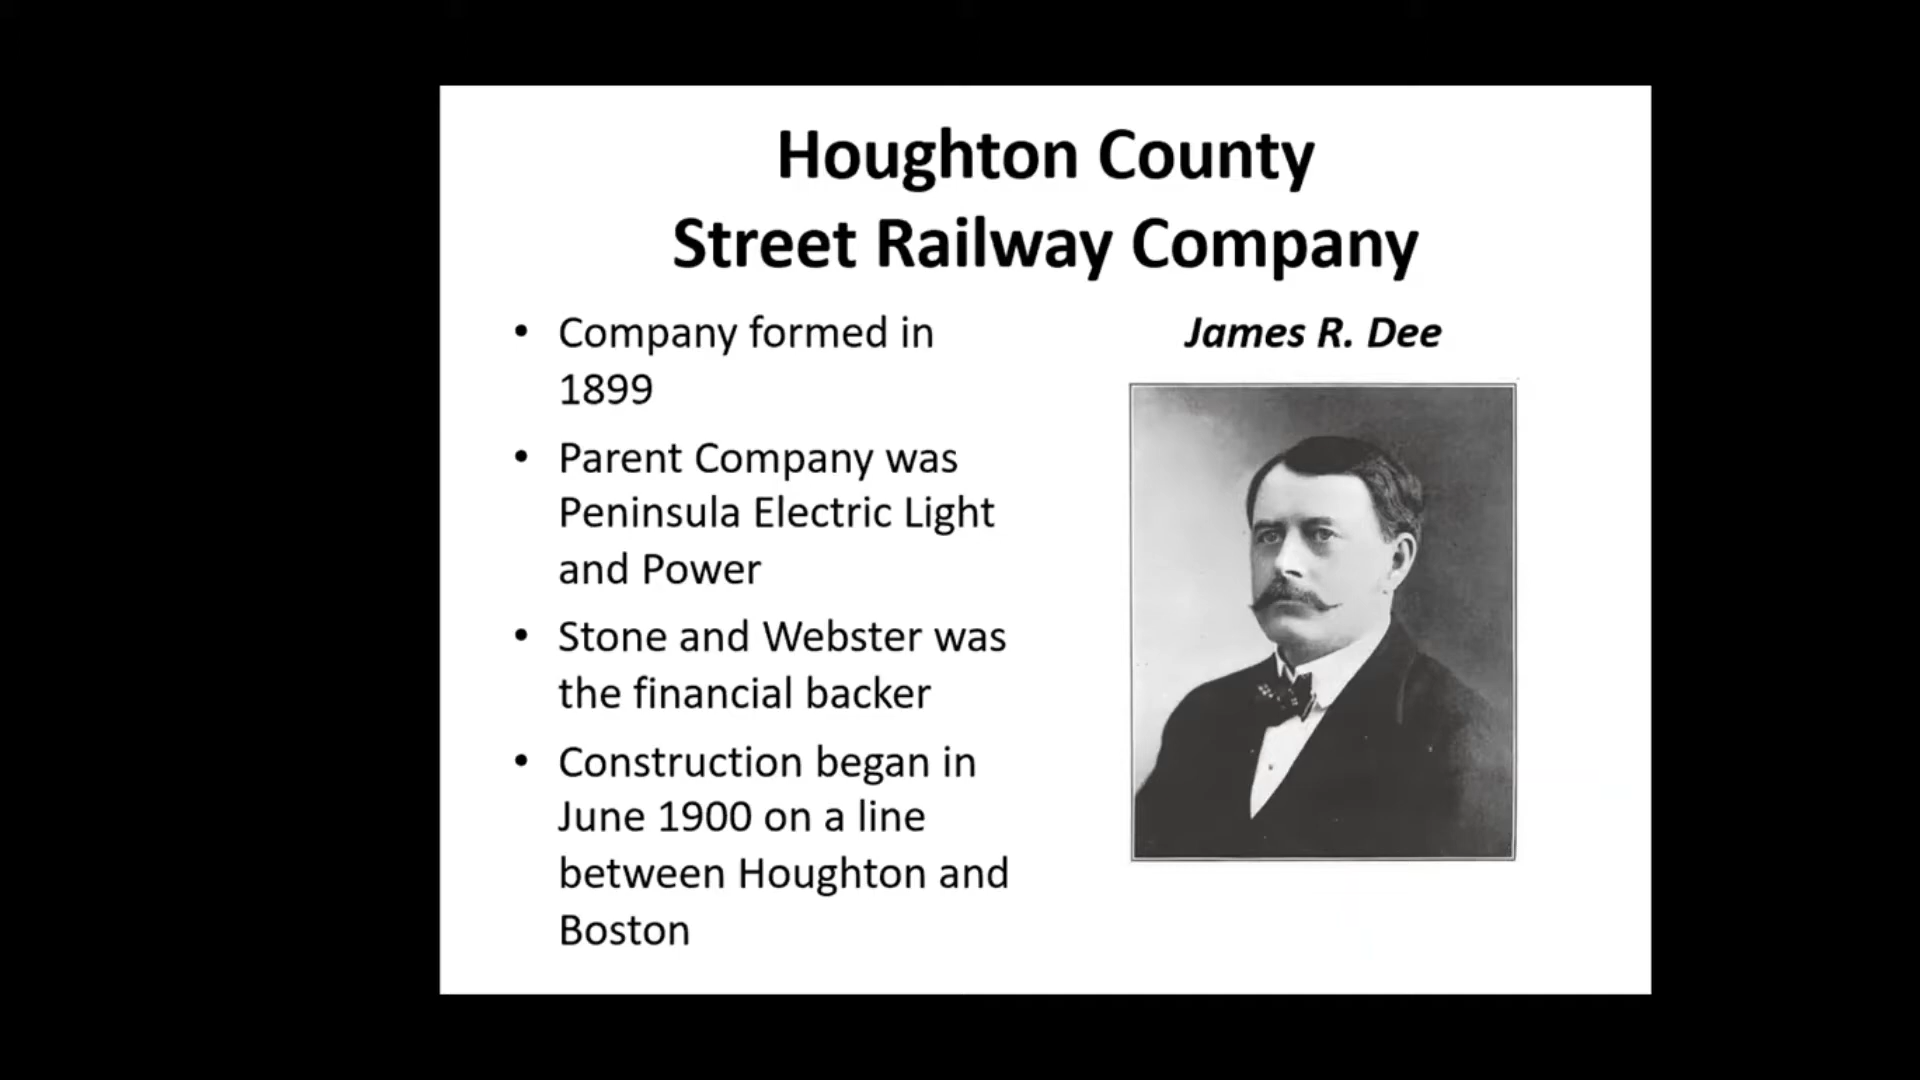 Houghton County
Street Railway Company
• Company formed in
1899
• Parent Company was
Peninsula Electric Light
and Power
• Stone and Webster was
the financial backer
• Construction began in
June 1900 on a line
between Houghton and
Boston
James R. Dee